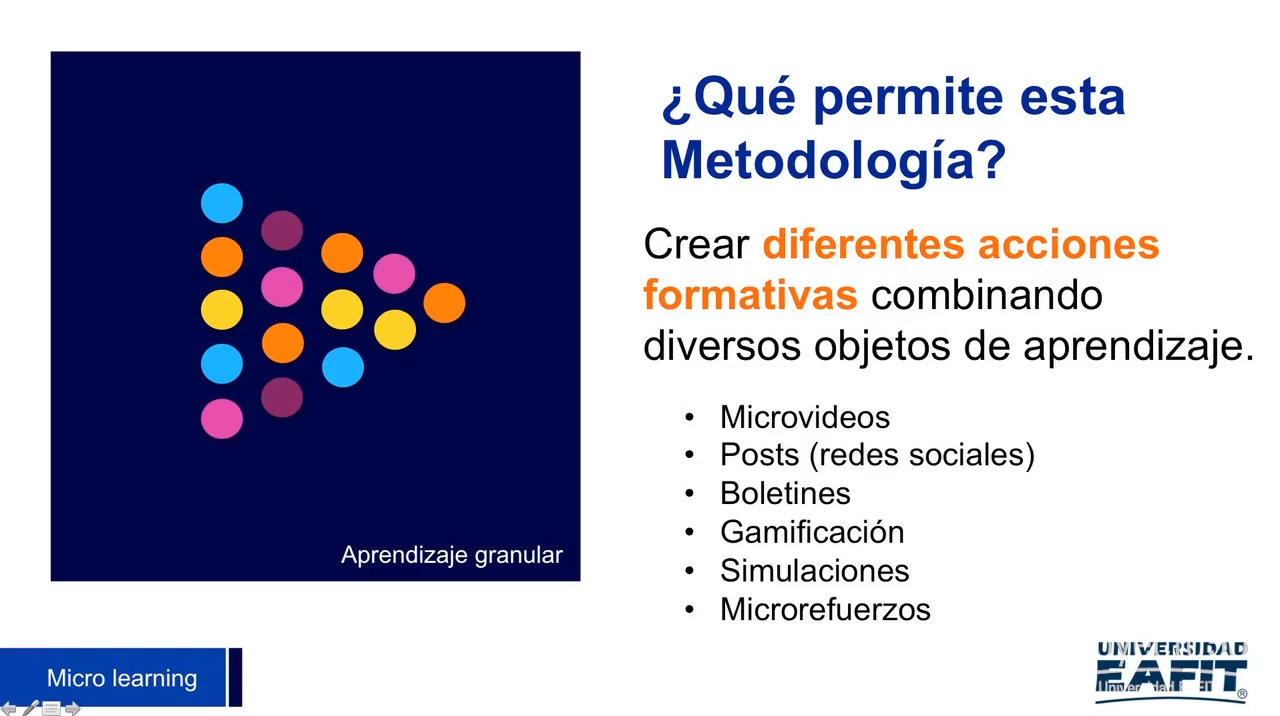 ¿Qué permite esta
Metodología?
Crear diferentes acciones
formativas combinando
diversos objetos de aprendizaje.
• Microvideos
• Posts (redes sociales)
• Boletines
• Gamificación
• Simulaciones
• Microrefuerzos
Aprendizaje granular
Micro learning
UNIVERSIDAD
EAFIT®